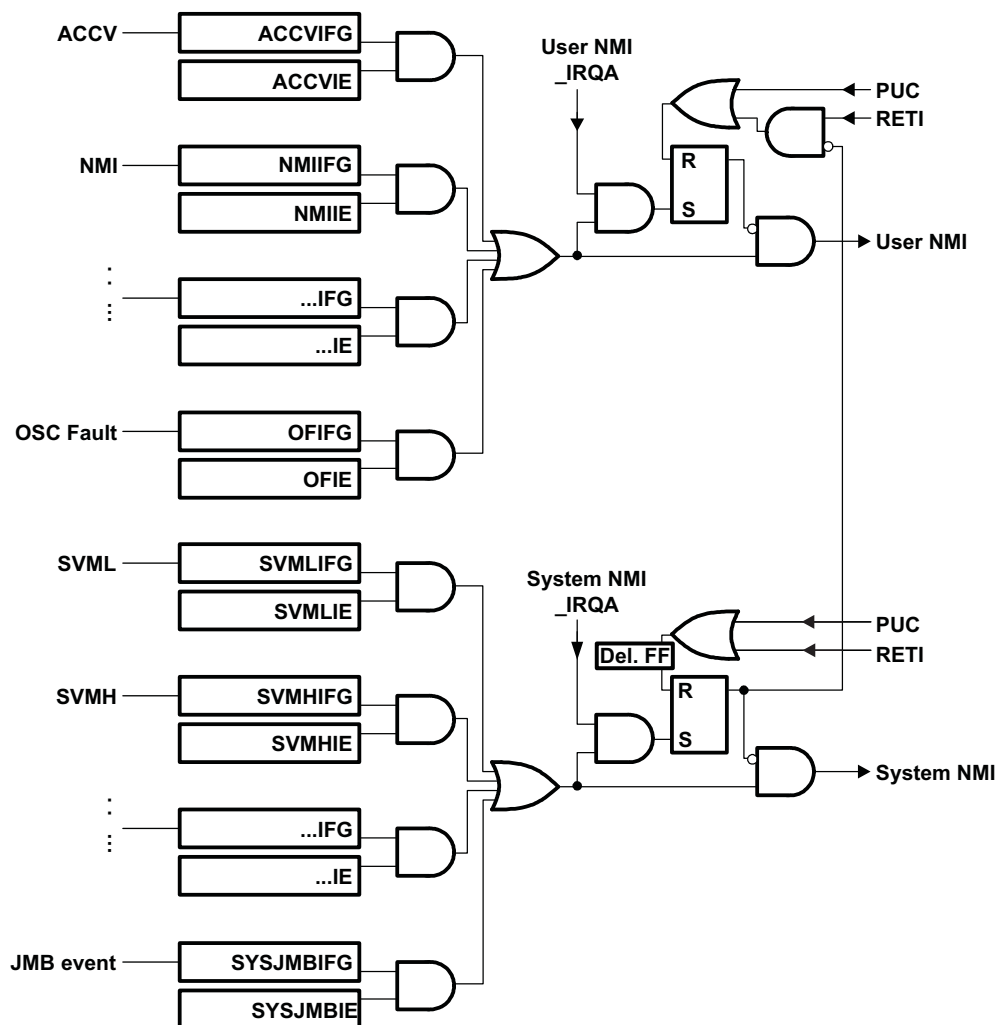 ACCV
ACCVIFG
ACCVIE
User NMI
_IRQA
PUC
RETI
NMI
NMIIFG
NMIIE
R
S
User NMI
.
.
...
...IFG
...IE
OSC Fault
OFIFG
OFIE
SVML
SVMLIFG
SVMLIE
System NMI
_IRQA
PUC
RETI
Del. FF
SVMH
SVMHIFG
SVMHIE
R
S
System NMI
.
.
...
...IFG
...IE
JMB event
SYSJMBIFG
SYSJMBIE